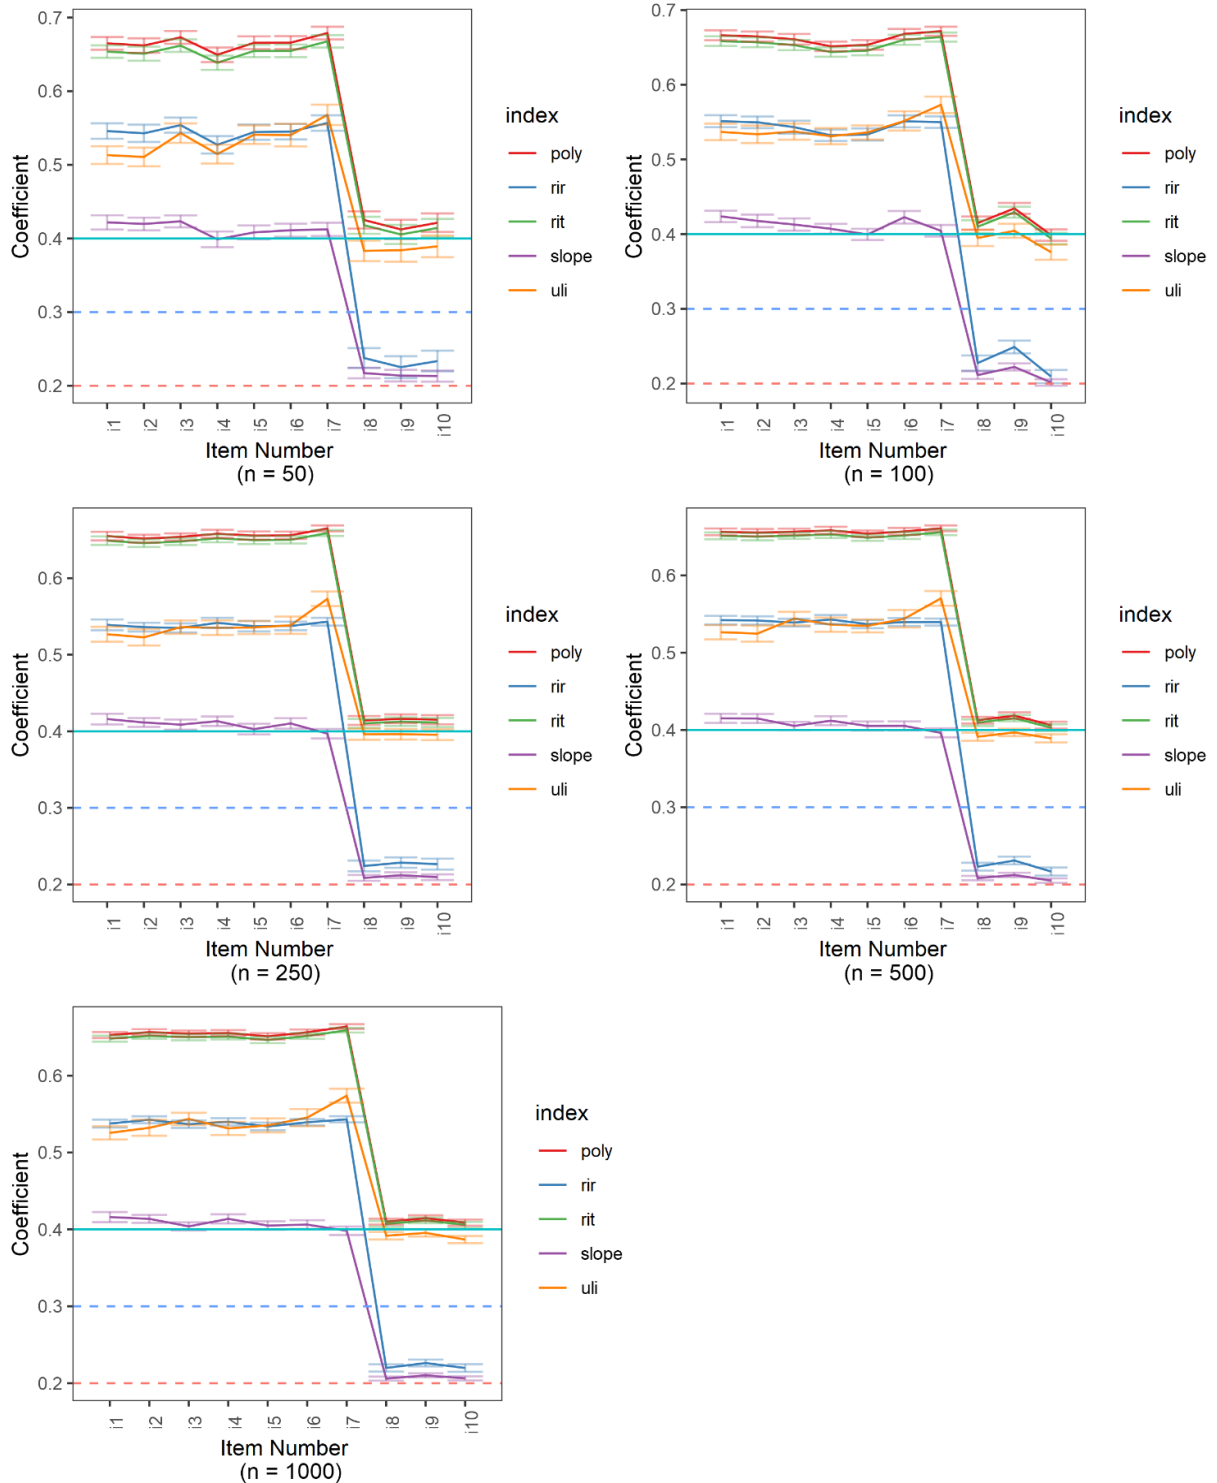 0.7
0.6
0.5
0.4
0.3
0.2
Coefficient
i1 i2 i3 i4 i5 i6 i7 i8 i9 i10
Item Number
(n = 50)
index
poly
rir
rit
slope
uli
0.7
0.6
0.5
0.4
0.3
0.2
Coefficient
i1 i2 i3 i4 i5 i6 i7 i8 i9 i10
Item Number
(n = 100)
index
poly
rir
rit
slope
uli
0.6
0.5
0.4
0.3
0.2
Coefficient
i1 i2 i3 i4 i5 i6 i7 i8 i9 i10
Item Number
(n = 250)
index
poly
rir
rit
slope
uli
0.6
0.5
0.4
0.3
0.2
Coefficient
i1 i2 i3 i4 i5 i6 i7 i8 i9 i10
Item Number
(n = 500)
index
poly
rir
rit
slope
uli
0.6
0.5
0.4
0.3
0.2
Coefficient
i1 i2 i3 i4 i5 i6 i7 i8 i9 i10
Item Number
(n = 1000)
index
poly
rir
rit
slope
uli